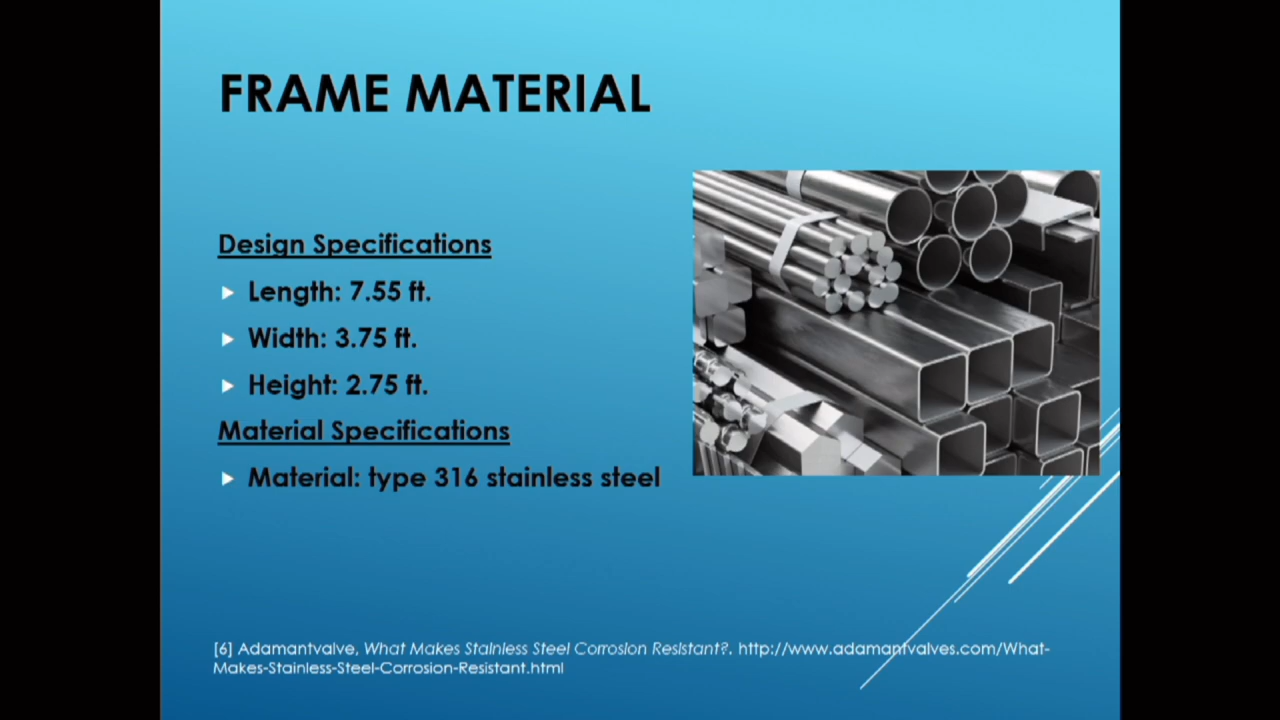 FRAME MATERIAL
Design Specifications
Length: 7.55 ft.
Width: 3.75 ft.
Height: 2.75 ft.
Material Specifications
Material: type 316 stainless steel
[6] Adamantvalve, What Makes Stainless Steel Corrosion Resistant?. http://www.adamantvalves.com/What-
Makes-Stainless-Steel-Corrosion-Resistant.html